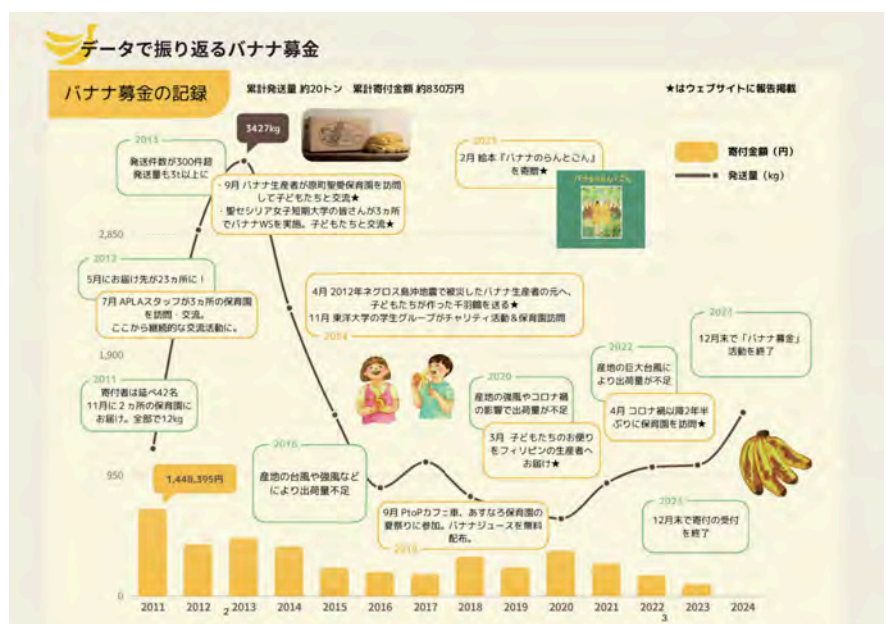 データで振り返るバナナ募金
バナナ募金の記録
累計発送量 約20トン 累計寄付金額 約830万円
★はウェブサイトに報告掲載
3427kg
2013
発送件数が300件超
発送量も3t以上に
・9月 バナナ生産者が原町聖愛保育園を訪問
して子どもたちと交流★
・聖セシリア女子短期大学の皆さんが3ヵ所
でバナナWSを実施。子どもたちと交流★
2023
2月 絵本『バナナのらんとごん』
を寄贈★
バナナのらんとごん
寄付金額(円)
発送量(kg)
2,850
2012
5月にお届け先が23ヵ所に!
7月 APLAスタッフが3ヵ所の保育園
を訪問・交流。
ここから継続的な交流活動に。
4月 2012年ネグロス島沖地震で被災したバナナ生産者の元へ、
子どもたちが作った千羽鶴を送る★
11月 東洋大学の学生グループがチャリティ活動&保育園訪問
2014
1,900
2011
寄付者は延べ42名
11月に2ヵ所の保育園に
お届け。全部で12kg
2020
産地の強風やコロナ禍
の影響で出荷量が不足
3月 子どもたちのお便り
をフィリピンの生産者へ
お届け★
2022
産地の巨大台風に
より出荷量が不足
4月 コロナ禍以降2年半
ぶりに保育園を訪問★
2023
12月末で「バナナ募金」
活動を終了
950
1,448,395円
2016
産地の台風や強風など
により出荷量不足
9月 PtoPカフェ車、あすなろ保育園の
夏祭りに参加。バナナジュースを無料
配布。
12月末で寄付の受付
を終了
0
2011 2012 2013 2014 2015 2016 2017 2018 2019 2020 2021 2022 2023 2024
2
3